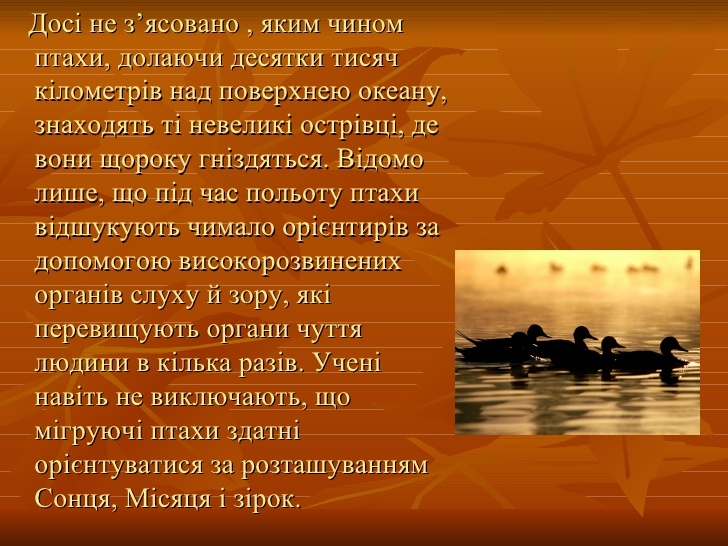 Досі не з’ясовано , яким чином
птахи, долаючи десятки тисяч
кілометрів над поверхнею океану,
знаходять ті невеликі острівці, де
вони щороку гніздяться. Відомо
лише, що під час польоту птахи
відшукують чимало орієнтирів за
допомогою високорозвинених
органів слуху й зору, які
перевищують органи чуття
людини в кілька разів. Учені
навіть не виключають, що
мігруючі птахи здатні
орієнтуватися за розташуванням
Сонця, Місяця і зірок.